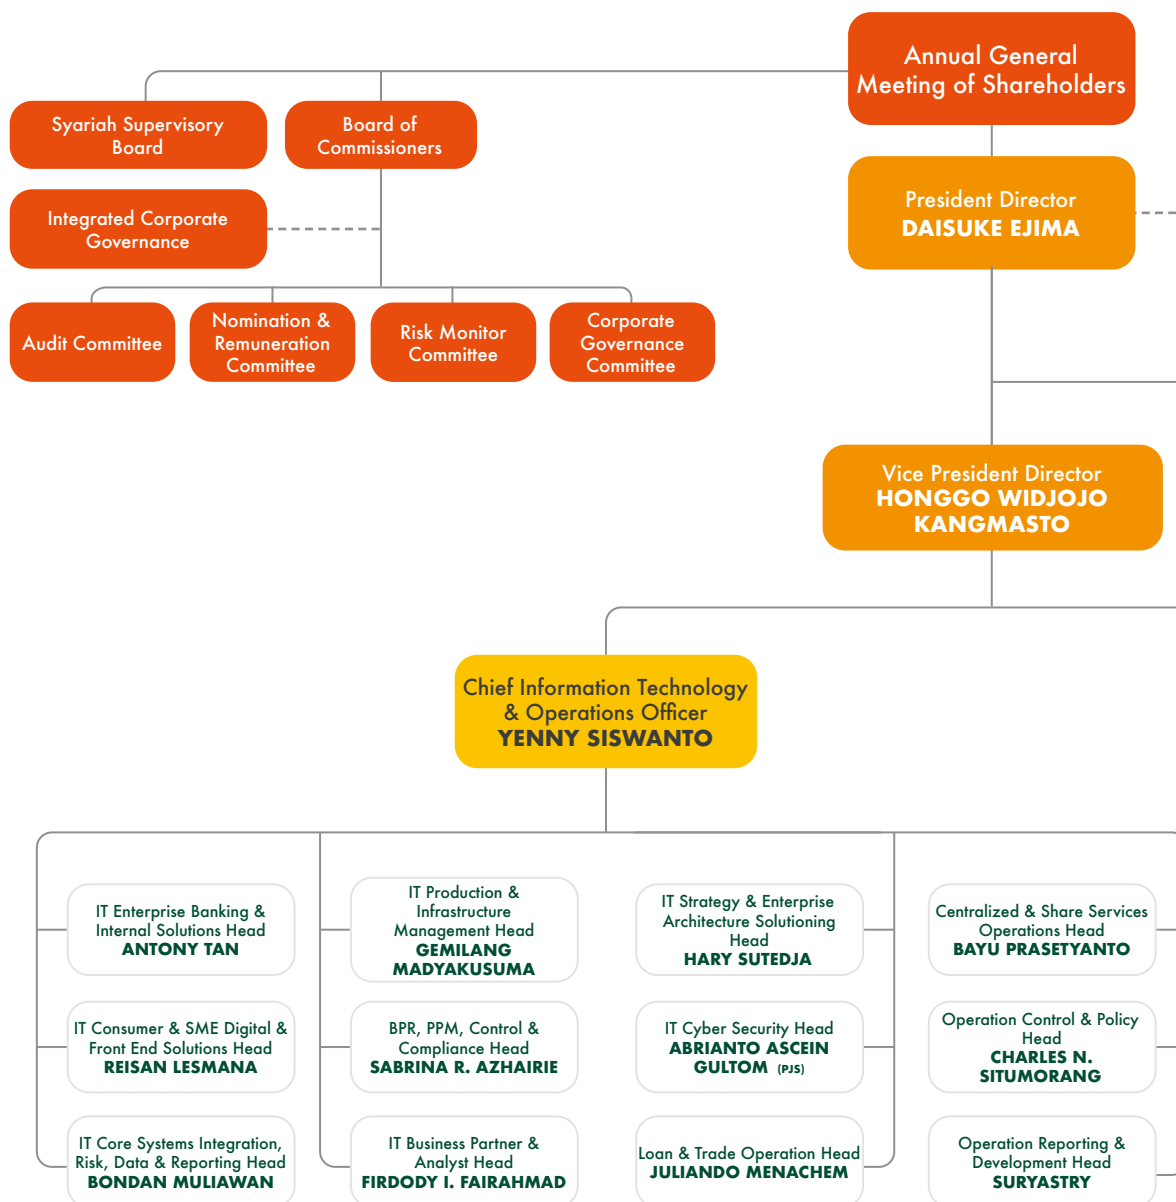 Annual General
Meeting of Shareholders
Syariah Supervisory
Board
Board of
Commissioners
Integrated Corporate
Governance
President Director
DAISUKE EJIMA
Audit Committee
Nomination &
Remuneration
Committee
Risk Monitor
Committee
Corporate
Governance
Committee
Vice President Director
HONGGO WIDJOJO
KANGMASTO
Chief Information Technology
& Operations Officer
YENNY SISWANTO
IT Enterprise Banking &
Internal Solutions Head
ANTONY TAN
IT Production &
Infrastructure
Management Head
GEMILANG
MADYAKUSUMA
IT Strategy & Enterprise
Architecture Solutioning
Head
HARY SUTEDJA
Centralized & Share Services
Operations Head
BAYU PRASETYANTO
IT Consumer & SME Digital &
Front End Solutions Head
REISAN LESMANA
BPR, PPM, Control &
Compliance Head
SABRINA R. AZHAIRIE
IT Cyber Security Head
ABRIANTO ASCEIN
GULTOM (PJS)
Operation Control & Policy
Head
CHARLES N.
SITUMORANG
IT Core Systems Integration,
Risk, Data & Reporting Head
BONDAN MULIAWAN
IT Business Partner &
Analyst Head
FIRDODY I. FAIRAHMAD
Loan & Trade Operation Head
JULIANDO MENACHEM
Operation Reporting &
Development Head
SURYASTRY